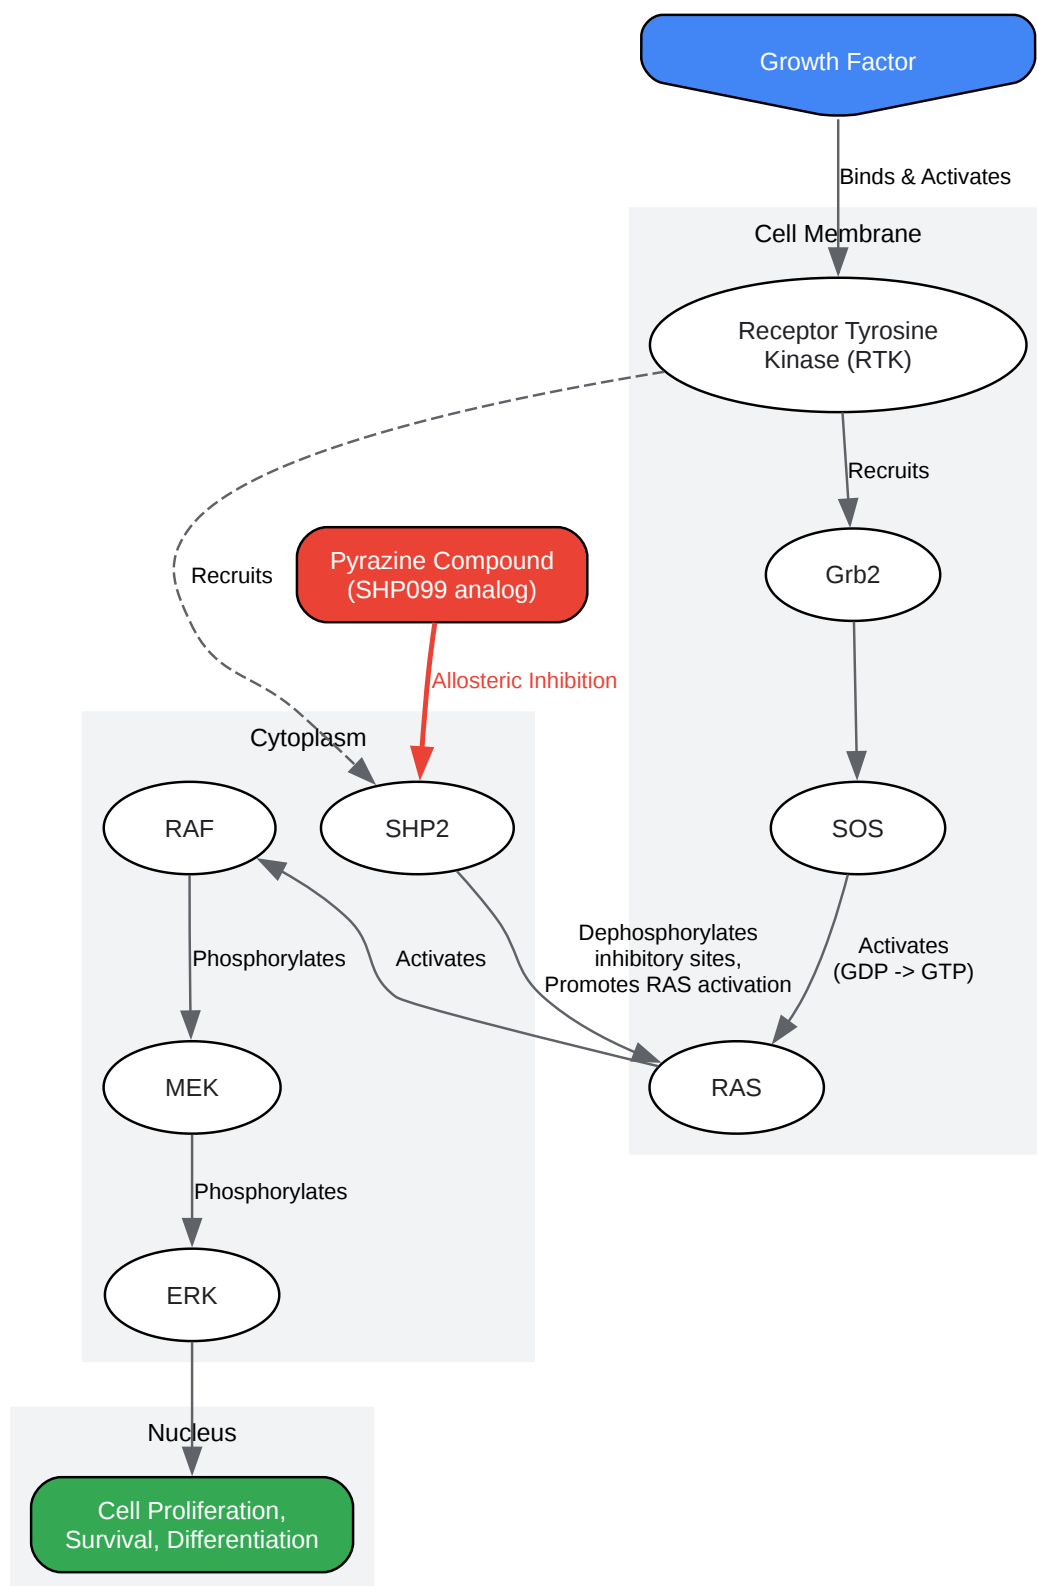 Growth Factor
Binds & Activates
Cell Membrane
Receptor Tyrosine
Kinase (RTK)
Recruits
Grb2
Pyrazine Compound
(SHP099 analog)
Recruits
Allosteric Inhibition
Cytoplasm
RAF
SHP2
SOS
Phosphorylates
Activates
Dephosphorylates
inhibitory sites,
Promotes RAS activation
Activates
(GDP -> GTP)
MEK
RAS
Phosphorylates
ERK
Nucleus
Cell Proliferation,
Survival, Differentiation